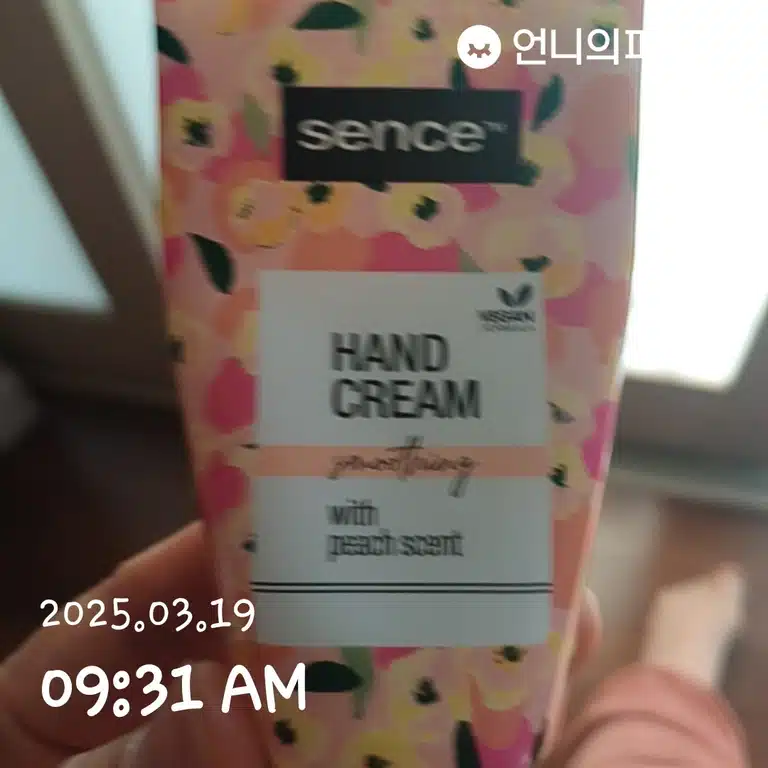 언니의파
sence™
VEGAN
HAND
CREAM
smoothing
with
peach scent
2025.03.19
09:31 AM